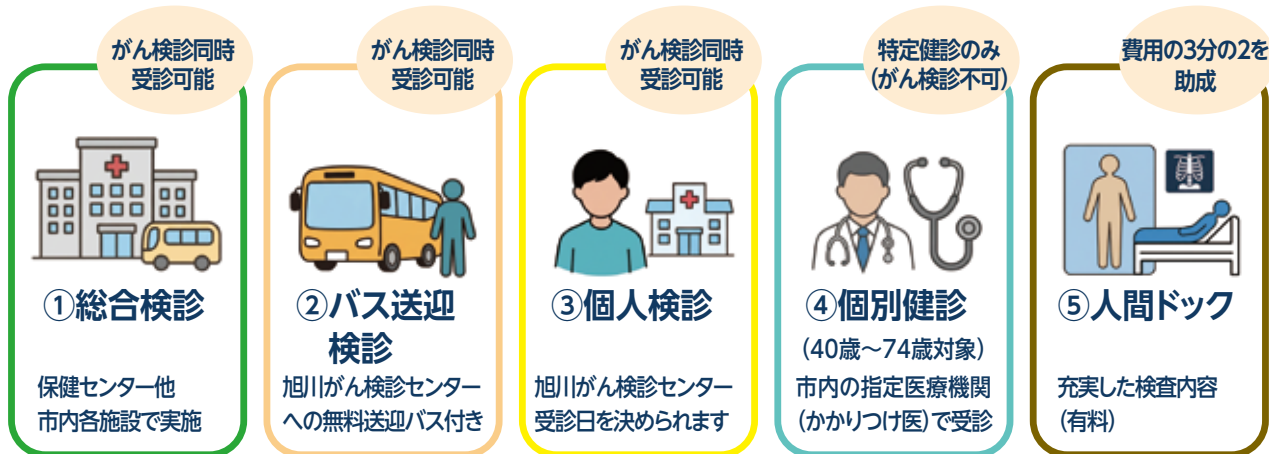 がん検診同時
受診可能
①総合検診
保健センター他
市内各施設で実施
がん検診同時
受診可能
②バス送迎
検診
旭川がん検診センター
への無料送迎バス付き
がん検診同時
受診可能
③個人検診
旭川がん検診センター
受診日を決められます
特定健診のみ
(がん検診不可)
④個別健診
(40歳～74歳対象)
市内の指定医療機関
(かかりつけ医)で受診
費用の3分の2を
助成
⑤人間ドック
充実した検査内容
(有料)